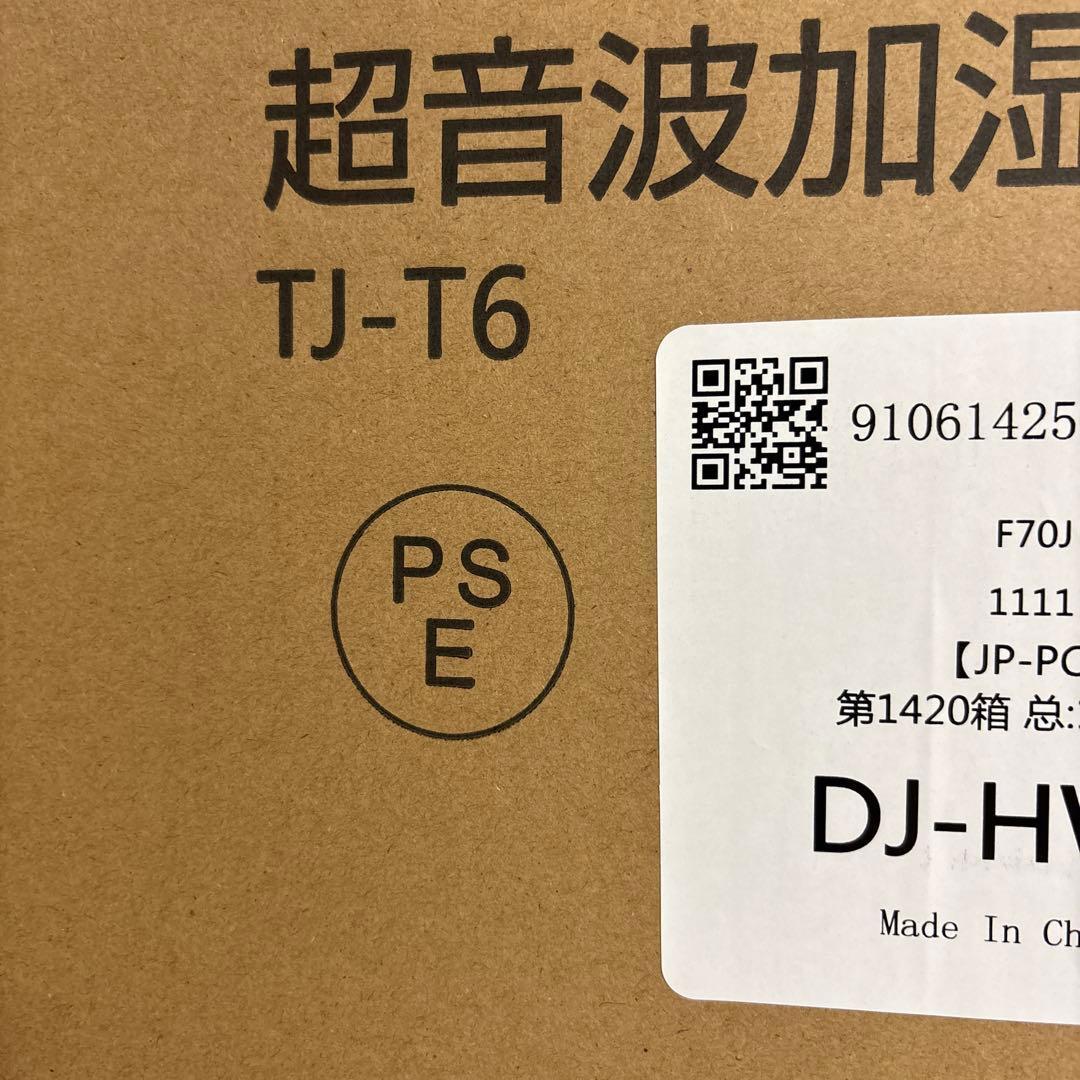 超音波加湿
TJ-T6
PS
E
91061425
F70J
1111
【JP-PC
第1420箱 总:
DJ-HW
Made In Ch